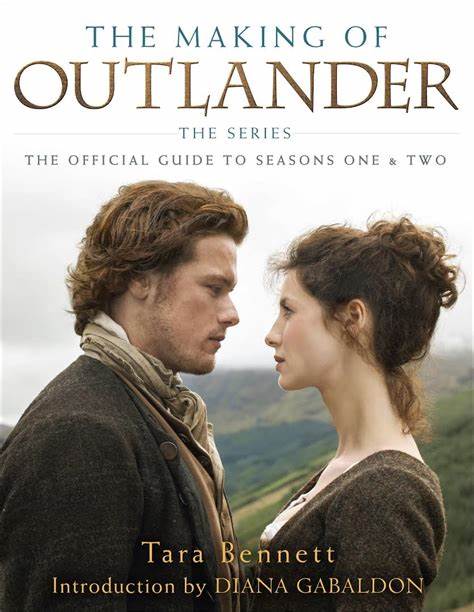 THE MAKING OF
OUTLANDER
THE SERIES
THE OFFICIAL GUIDE TO SEASONS ONE & TWO
Tara Bennett
Introduction by DIANA GABALDON